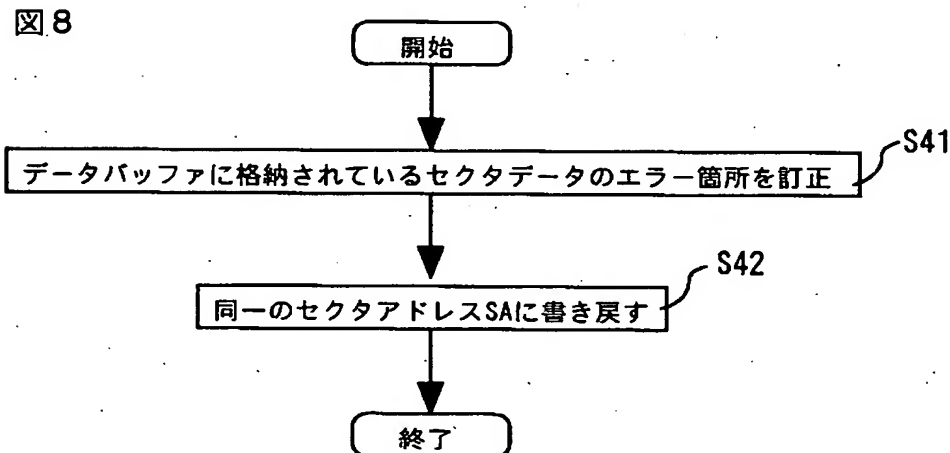 図８
開始
S41
データバッファに格納されているセクタデータのエラー箇所を訂正
S42
同一のセクタアドレスSAに書き戻す
終了